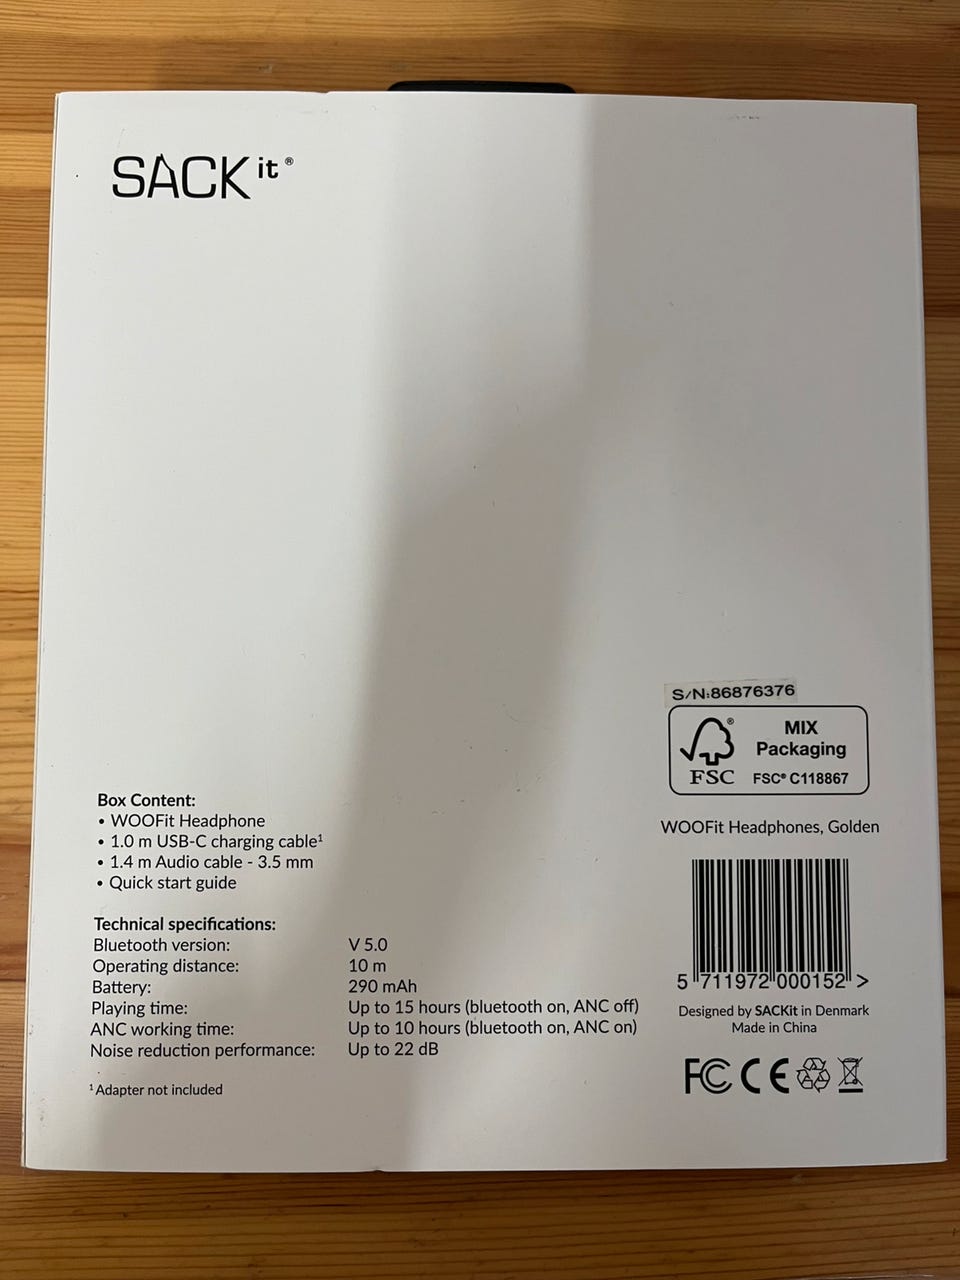 SACKit®
S/N:86876376
FSC®
MIX
Packaging
FSC® C118867
WOOFit Headphones, Golden
5 711972 000152 >
Designed by SACKit in Denmark
Made in China
FC CE
Box Content:
• WOOFit Headphone
• 1.0 m USB-C charging cable¹
• 1.4 m Audio cable - 3.5 mm
• Quick start guide
Technical specifications:
Bluetooth version: V 5.0
Operating distance: 10 m
Battery: 290 mAh
Playing time: Up to 15 hours (bluetooth on, ANC off)
ANC working time: Up to 10 hours (bluetooth on, ANC on)
Noise reduction performance: Up to 22 dB
¹ Adapter not included